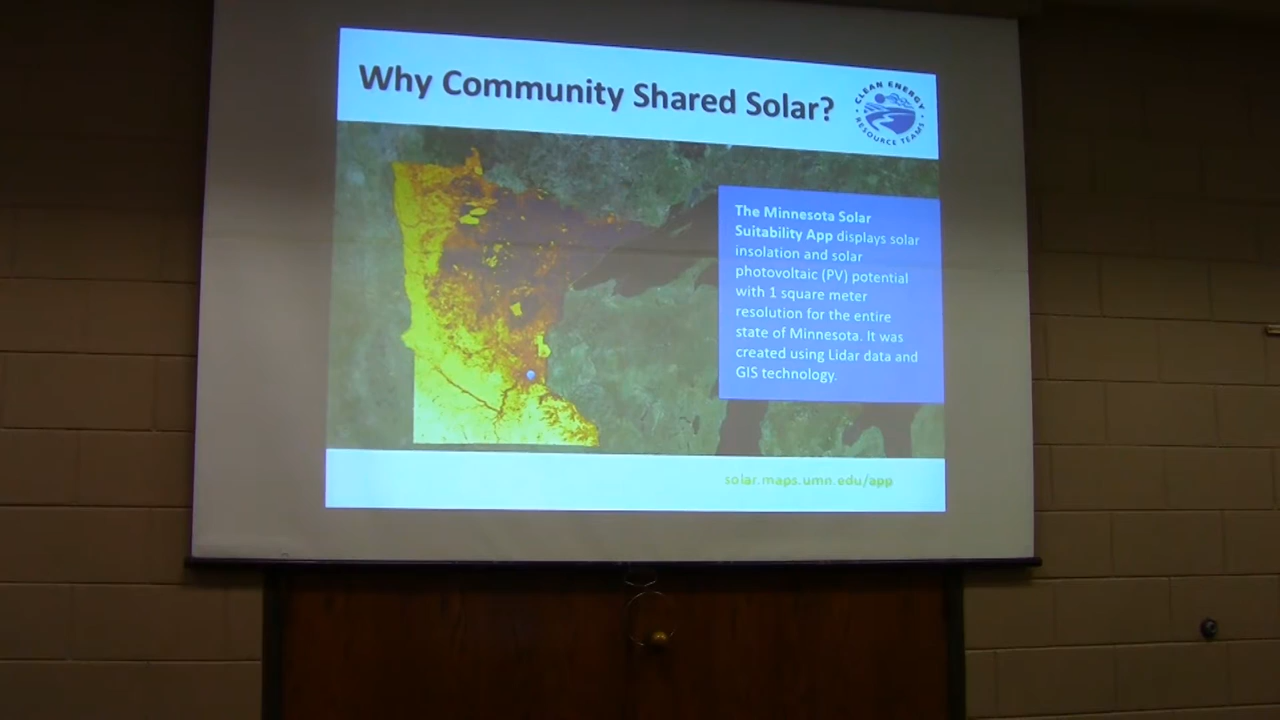 Why Community Shared Solar?
CLEAN ENERGY
RESOURCE TEAMS
The Minnesota Solar
Suitability App displays solar
insolation and solar
photovoltaic (PV) potential
with 1 square meter
resolution for the entire
state of Minnesota. It was
created using Lidar data and
GIS technology.
solar.maps.umn.edu/app